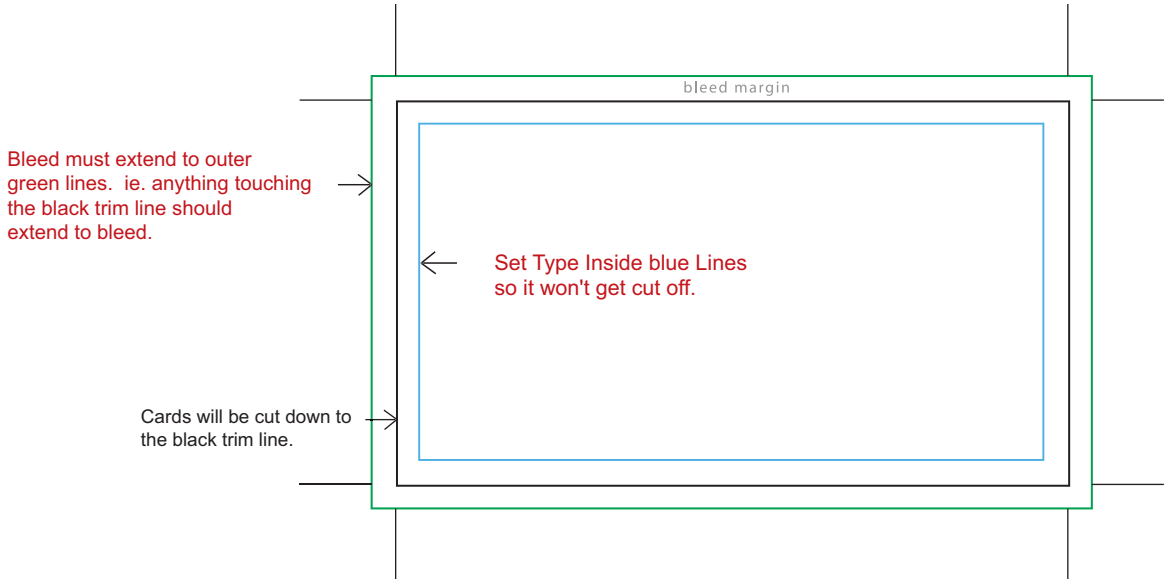 bleed margin
Bleed must extend to outer
green lines.  ie. anything touching
the black trim line should
extend to bleed.
Set Type Inside blue Lines
so it won't get cut off.
Cards will be cut down to
the black trim line.